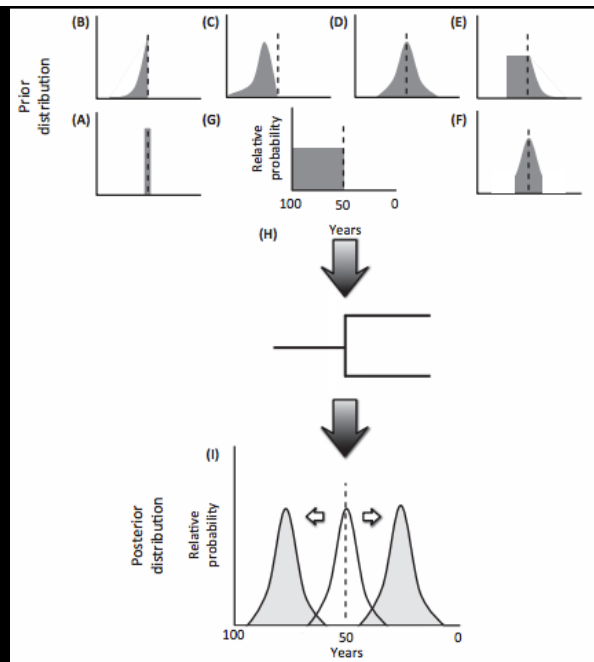 (B)
(C)
(D)
(E)
Prior
distribution
(A)
(G)
(F)
Relative
probability
100
50
0
Years
(H)
(I)
Posterior
distribution
Relative
probability
100
50
0
Years